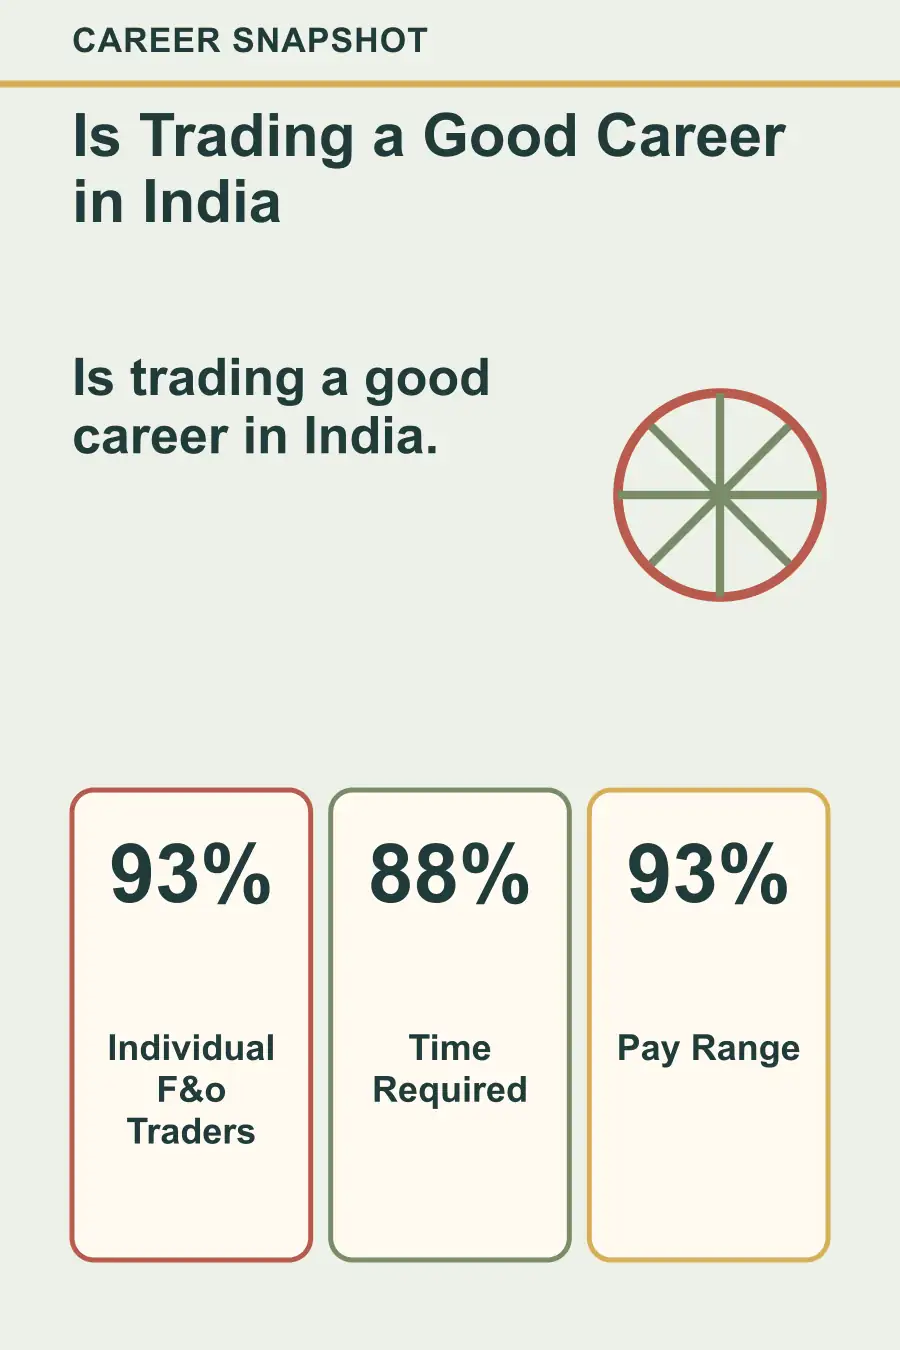 CAREER SNAPSHOT
Is Trading a Good Career
in India
Is trading a good
career in India.
93%
Individual
F&o
Traders
88%
Time
Required
93%
Pay Range